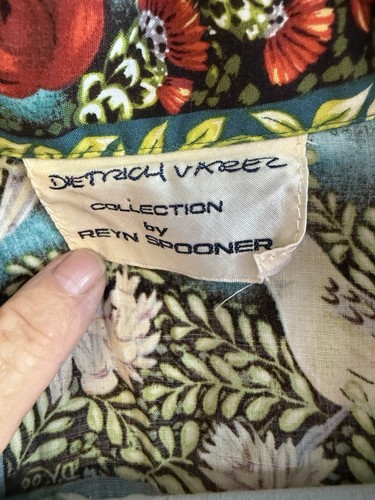 DIETRICH VAREZ
COLLECTION
by
REYN SPOONER